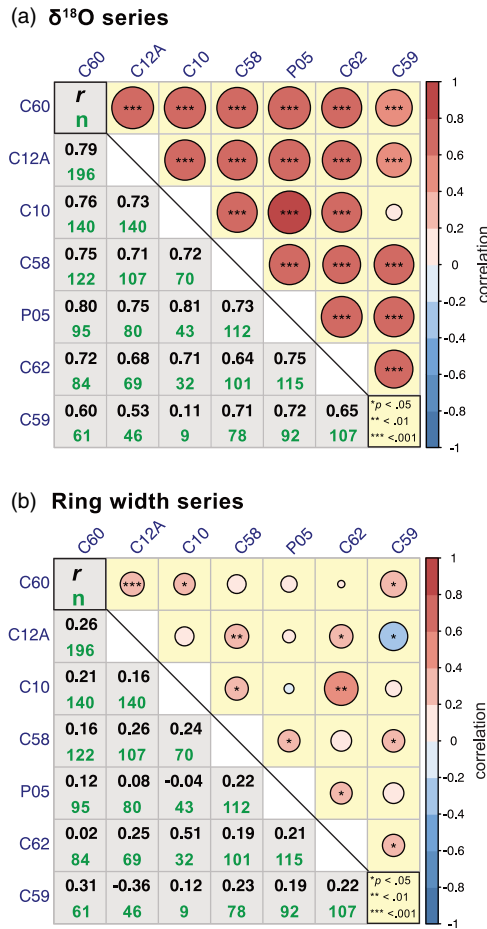 (a) δ¹⁸O series
C60 C12A C10 C58 P05 C62 C59
C60 r *** *** *** *** *** ***
n
C12A 0.79 *** *** *** *** ***
196
C10 0.76 0.73 *** *** ***
140 140
C58 0.75 0.71 0.72 *** *** ***
122 107 70
P05 0.80 0.75 0.81 0.73 *** ***
95 80 43 112
C62 0.72 0.68 0.71 0.64 0.75 ***
84 69 32 101 115
C59 0.60 0.53 0.11 0.71 0.72 0.65
61 46 9 78 92 107
*p < .05
** < .01
*** <.001
1
0.8
0.6
0.4
0.2
0
-0.2
-0.4
-0.6
-0.8
-1
correlation
(b) Ring width series
C60 C12A C10 C58 P05 C62 C59
C60 r *** * *
n
C12A 0.26 ** * *
196
C10 0.21 0.16 * **
140 140
C58 0.16 0.26 0.24 * *
122 107 70
P05 0.12 0.08 -0.04 0.22 *
95 80 43 112
C62 0.02 0.25 0.51 0.19 0.21 *
84 69 32 101 115
C59 0.31 -0.36 0.12 0.23 0.19 0.22
61 46 9 78 92 107
*p < .05
** < .01
*** <.001
1
0.8
0.6
0.4
0.2
0
-0.2
-0.4
-0.6
-0.8
-1
correlation